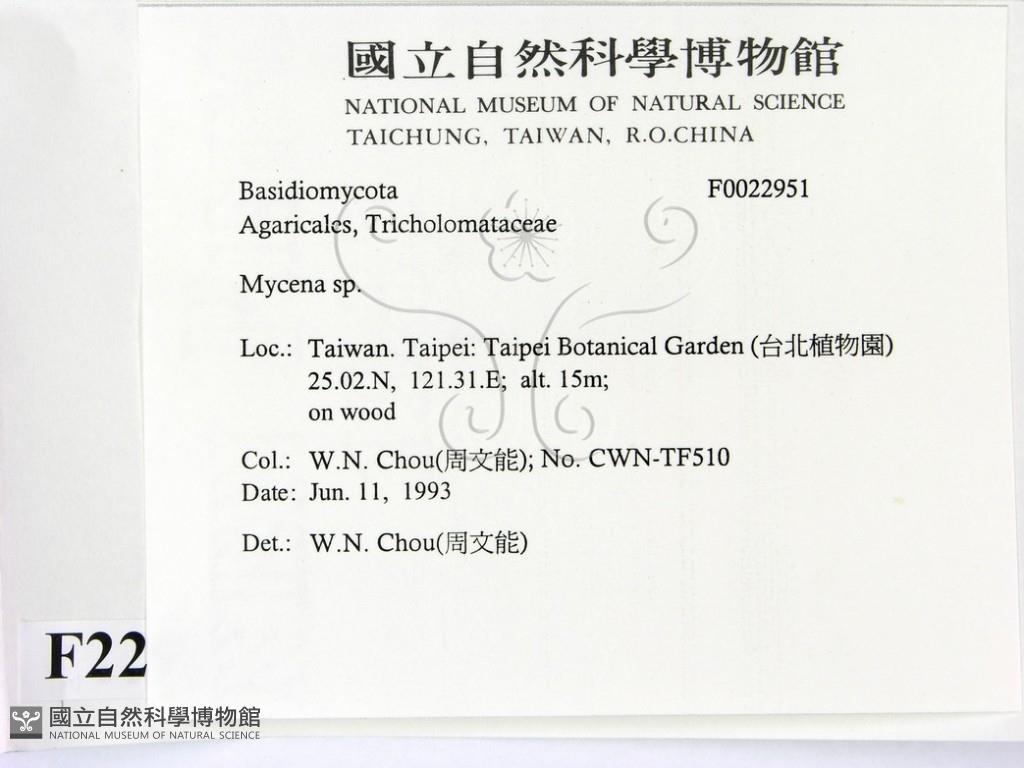 國立自然科學博物館
NATIONAL MUSEUM OF NATURAL SCIENCE
TAICHUNG, TAIWAN, R.O.CHINA
Basidiomycota F0022951
Agaricales, Tricholomataceae
Mycena sp.
Loc.: Taiwan. Taipei: Taipei Botanical Garden (台北植物園)
25.02.N, 121.31.E; alt. 15m;
on wood
Col.: W.N. Chou(周文能); No. CWN-TF510
Date: Jun. 11, 1993
Det.: W.N. Chou(周文能)
F22
國立自然科學博物館
NATIONAL MUSEUM OF NATURAL SCIENCE